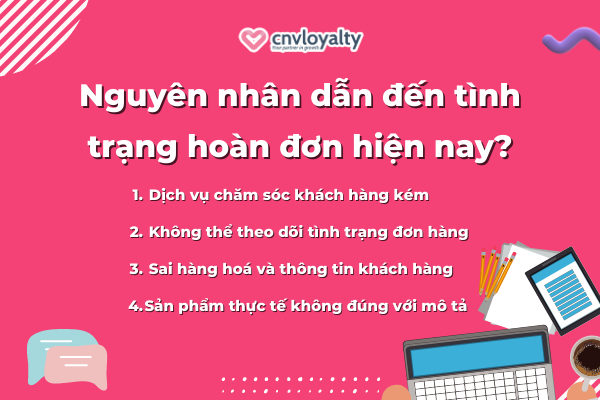 cnvloyalty
Your partner in growth
Nguyên nhân dẫn đến tình
trạng hoàn đơn hiện nay?
1. Dịch vụ chăm sóc khách hàng kém
2. Không thể theo dõi tình trạng đơn hàng
3. Sai hàng hoá và thông tin khách hàng
4.Sản phẩm thực tế không đúng với mô tả